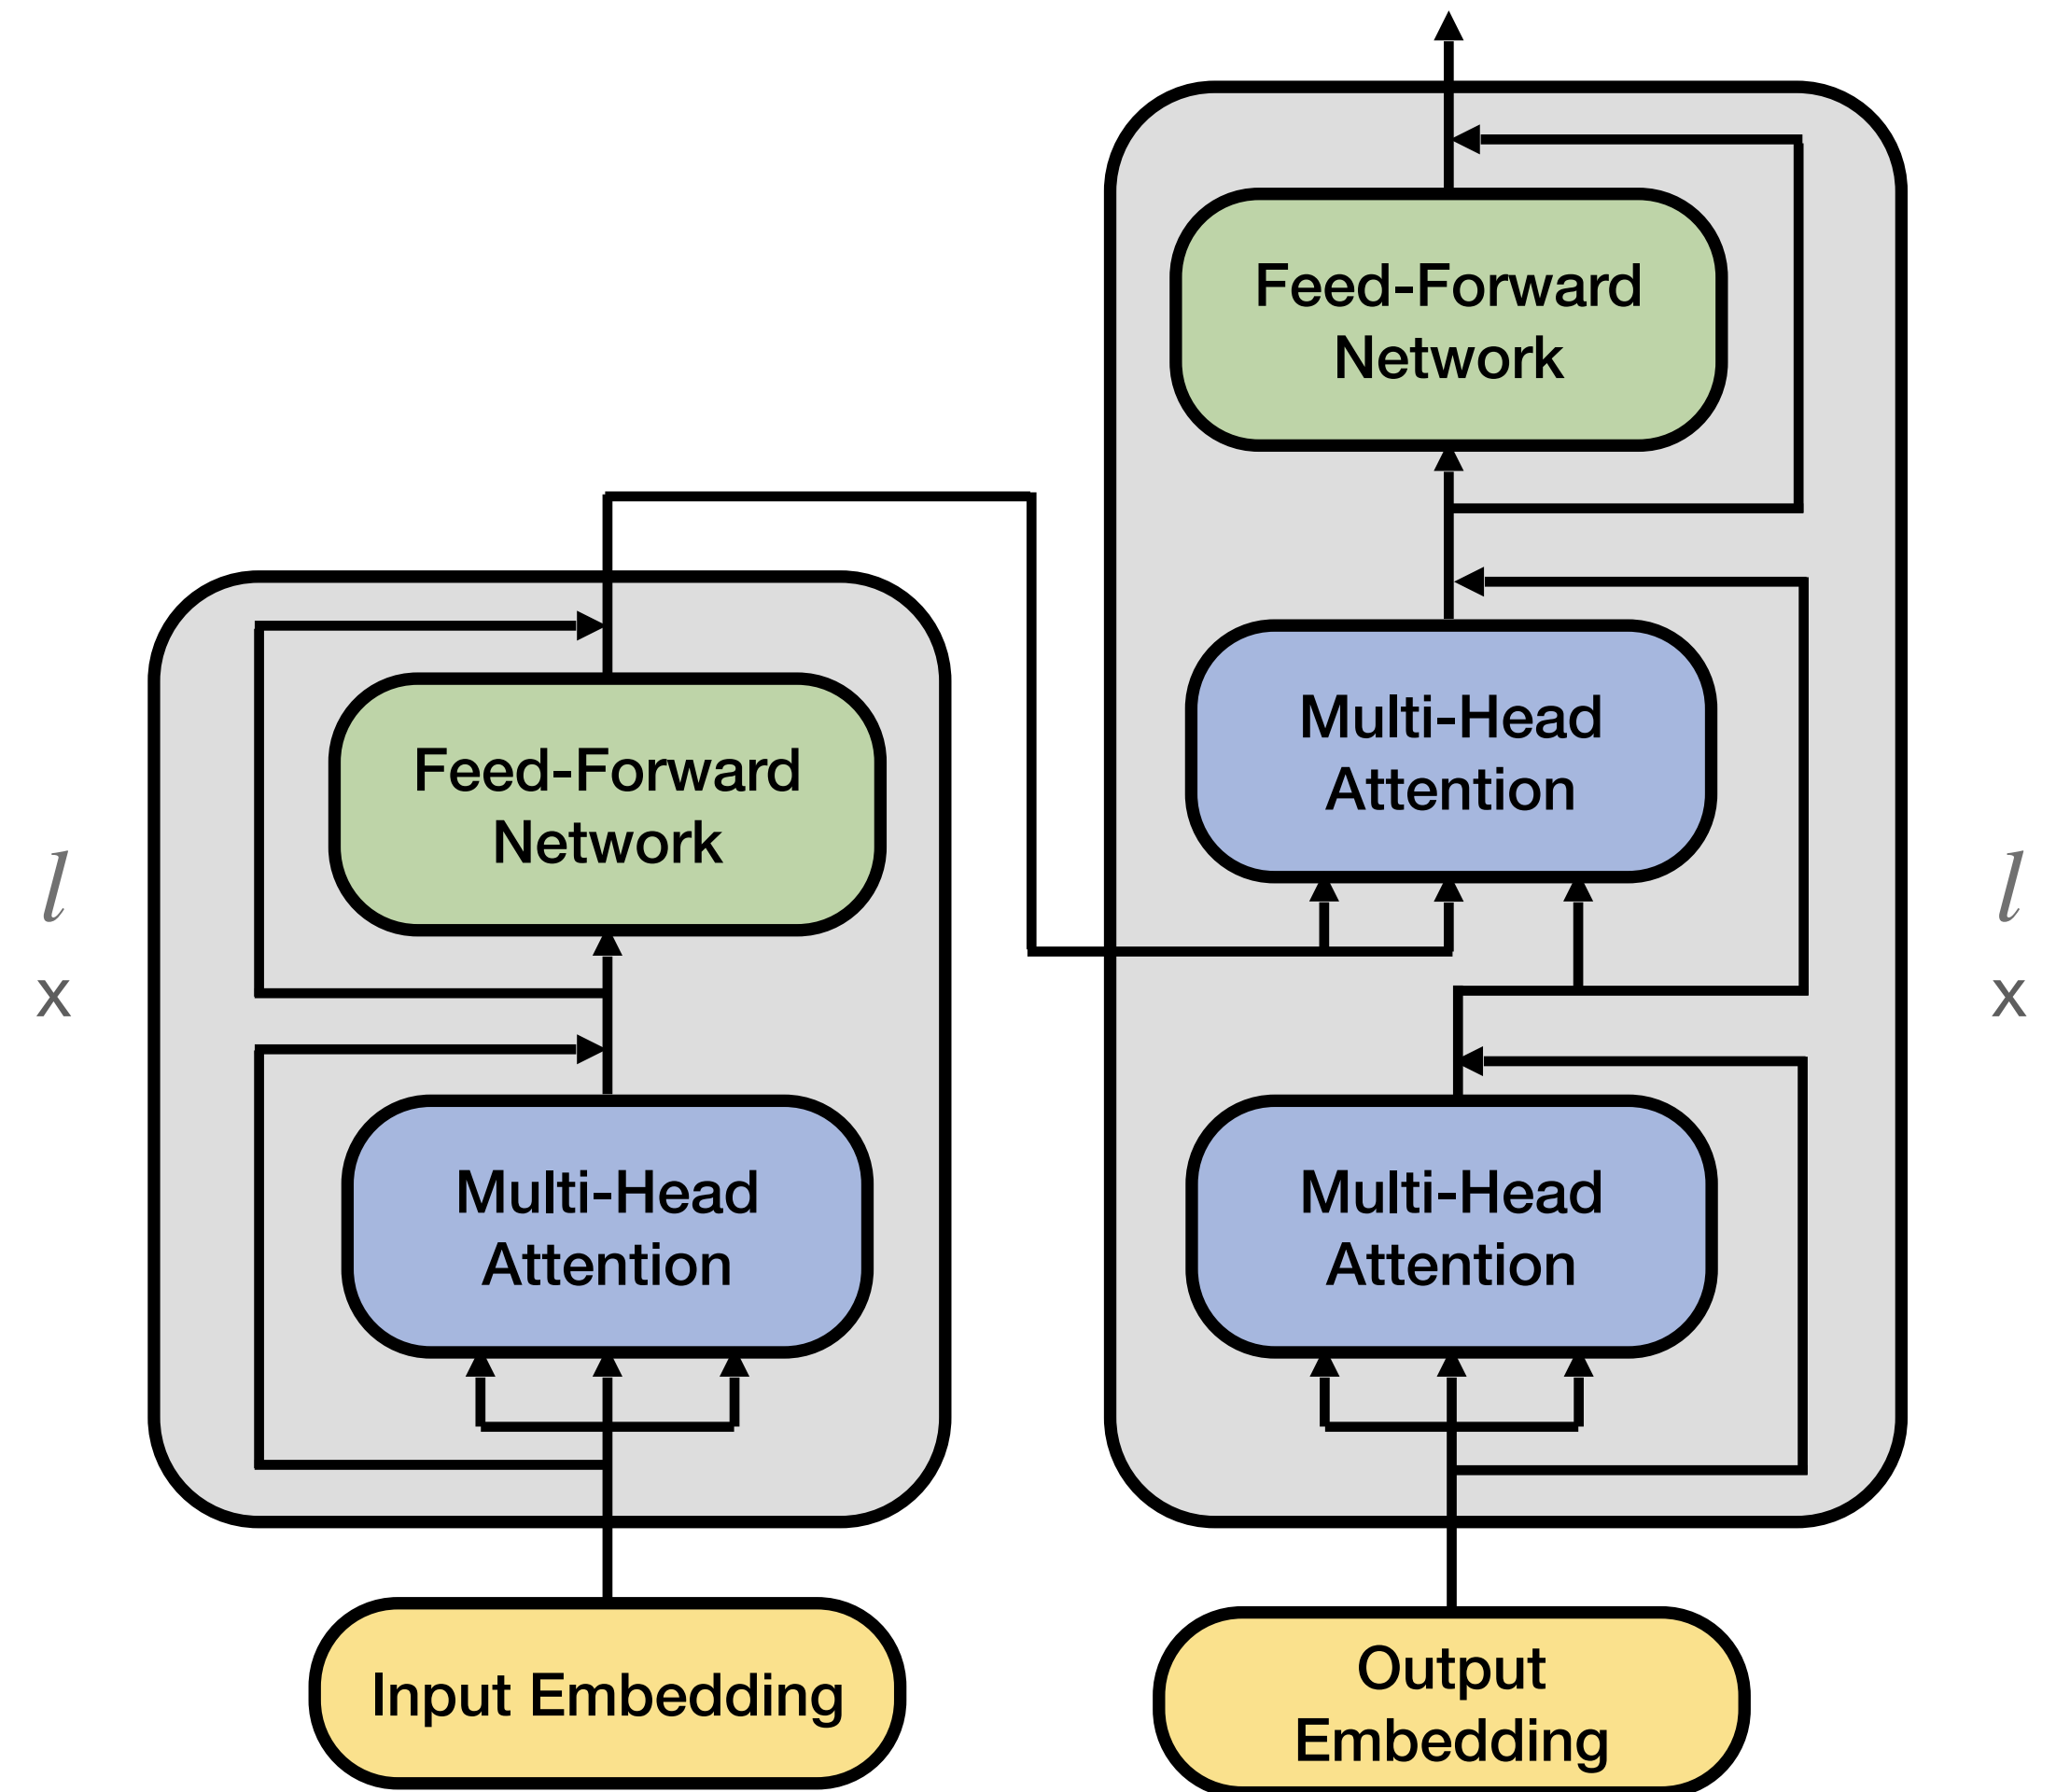 Feed-Forward
Network
Multi-Head
Attention
Input Embedding
l
x
Feed-Forward
Network
Multi-Head
Attention
Multi-Head
Attention
Output
Embedding
l
x